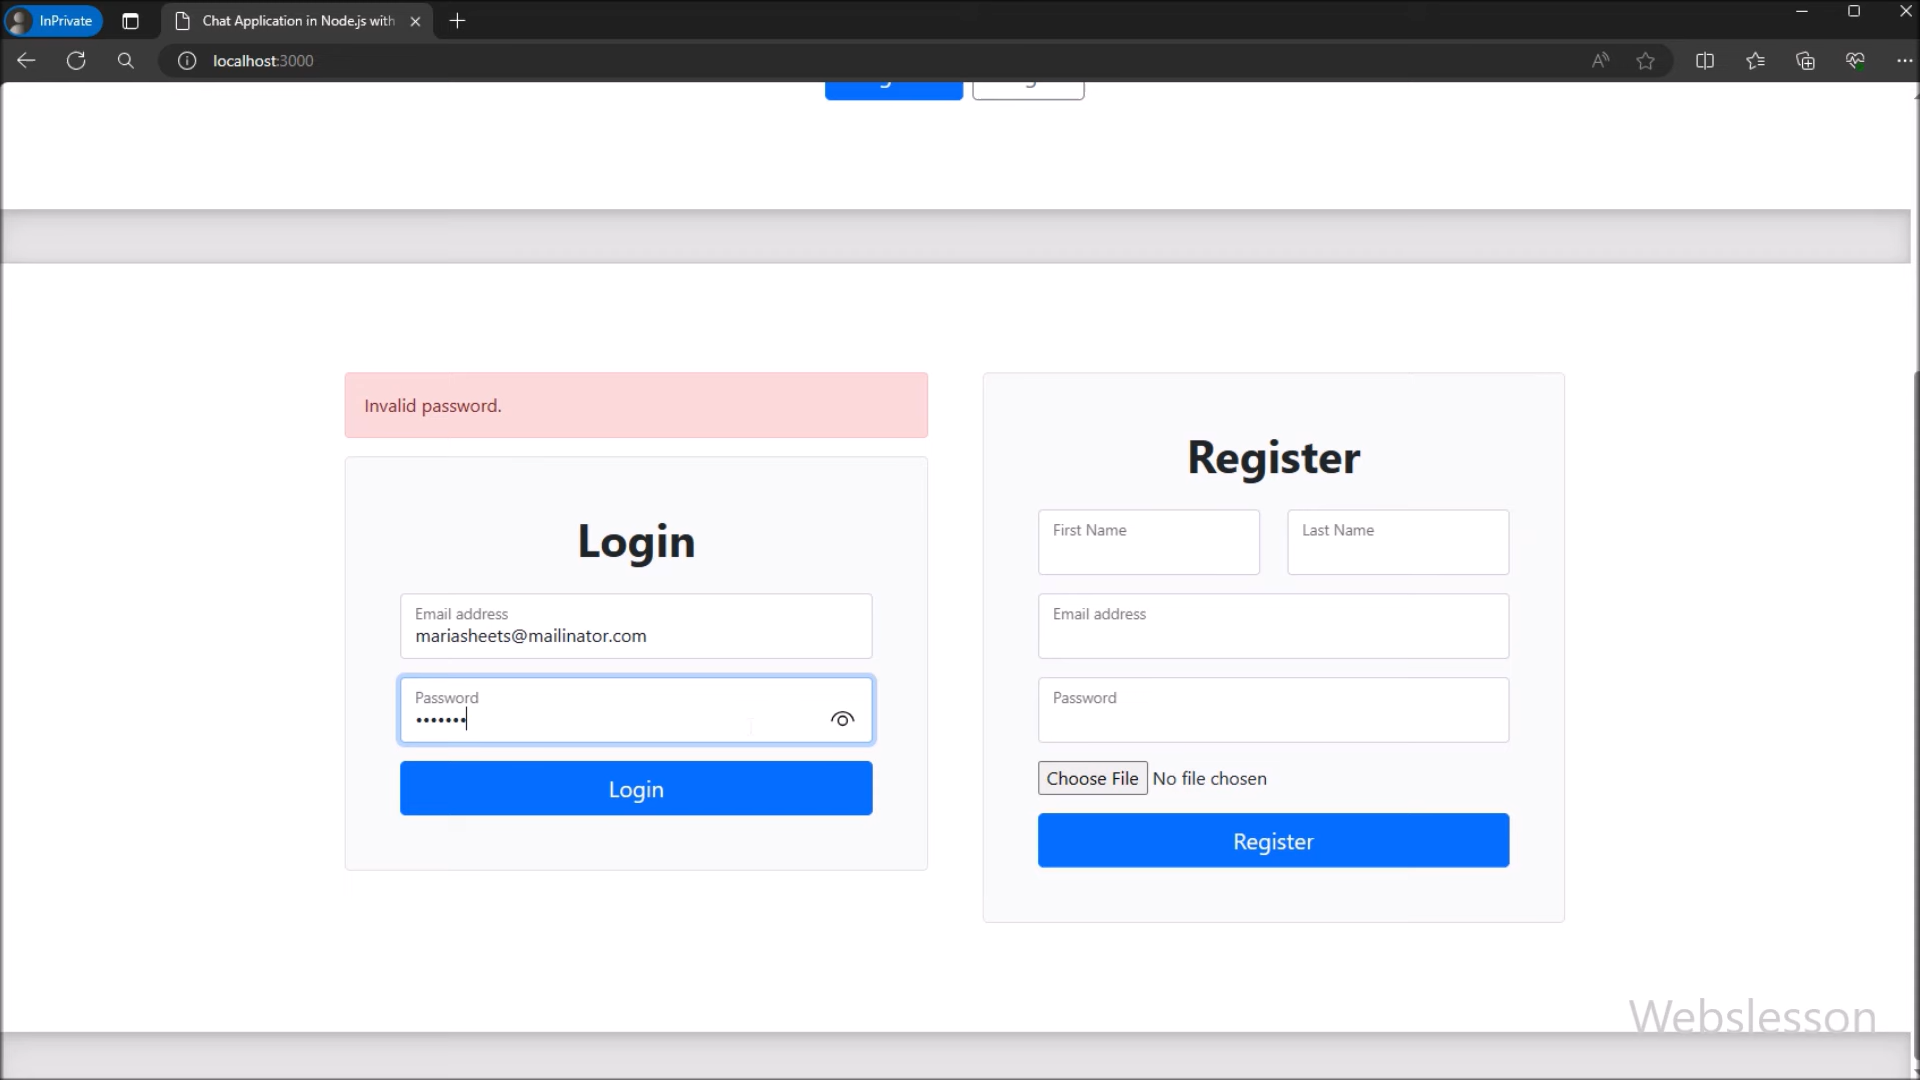 InPrivate
Chat Application in Node.js with
localhost:3000
Invalid password.
Login
Email address
mariasheets@mailinator.com
Password
•••••••
Login
Register
First Name
Last Name
Email address
Password
Choose File No file chosen
Register
Webslesson